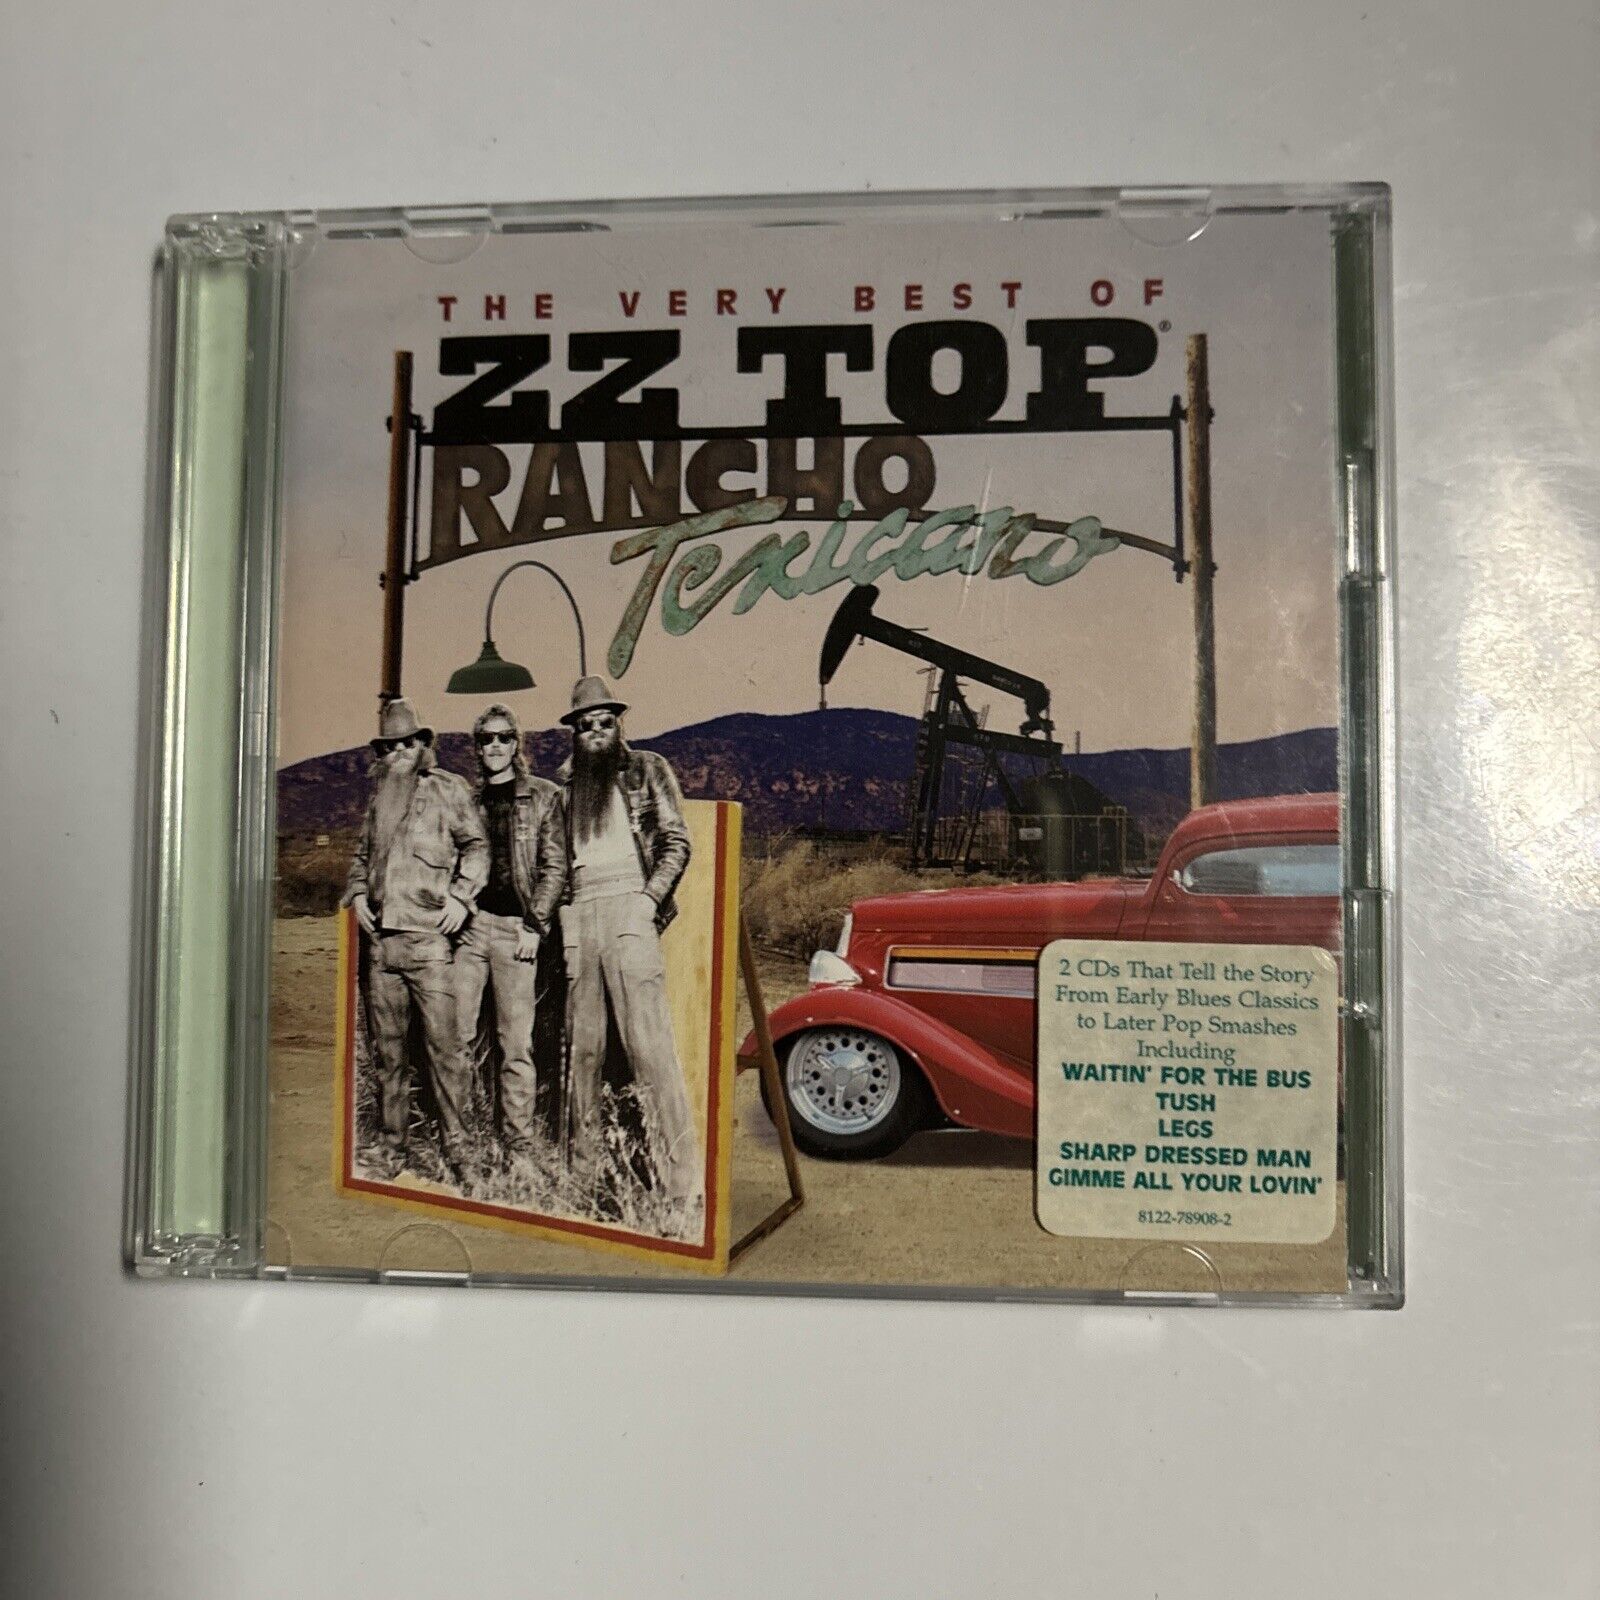 THE VERY BEST OF
ZZ TOP®
RANCHO
Texicano
2 CDs That Tell the Story
From Early Blues Classics
to Later Pop Smashes
Including
WAITIN' FOR THE BUS
TUSH
LEGS
SHARP DRESSED MAN
GIMME ALL YOUR LOVIN'
8122-78908-2